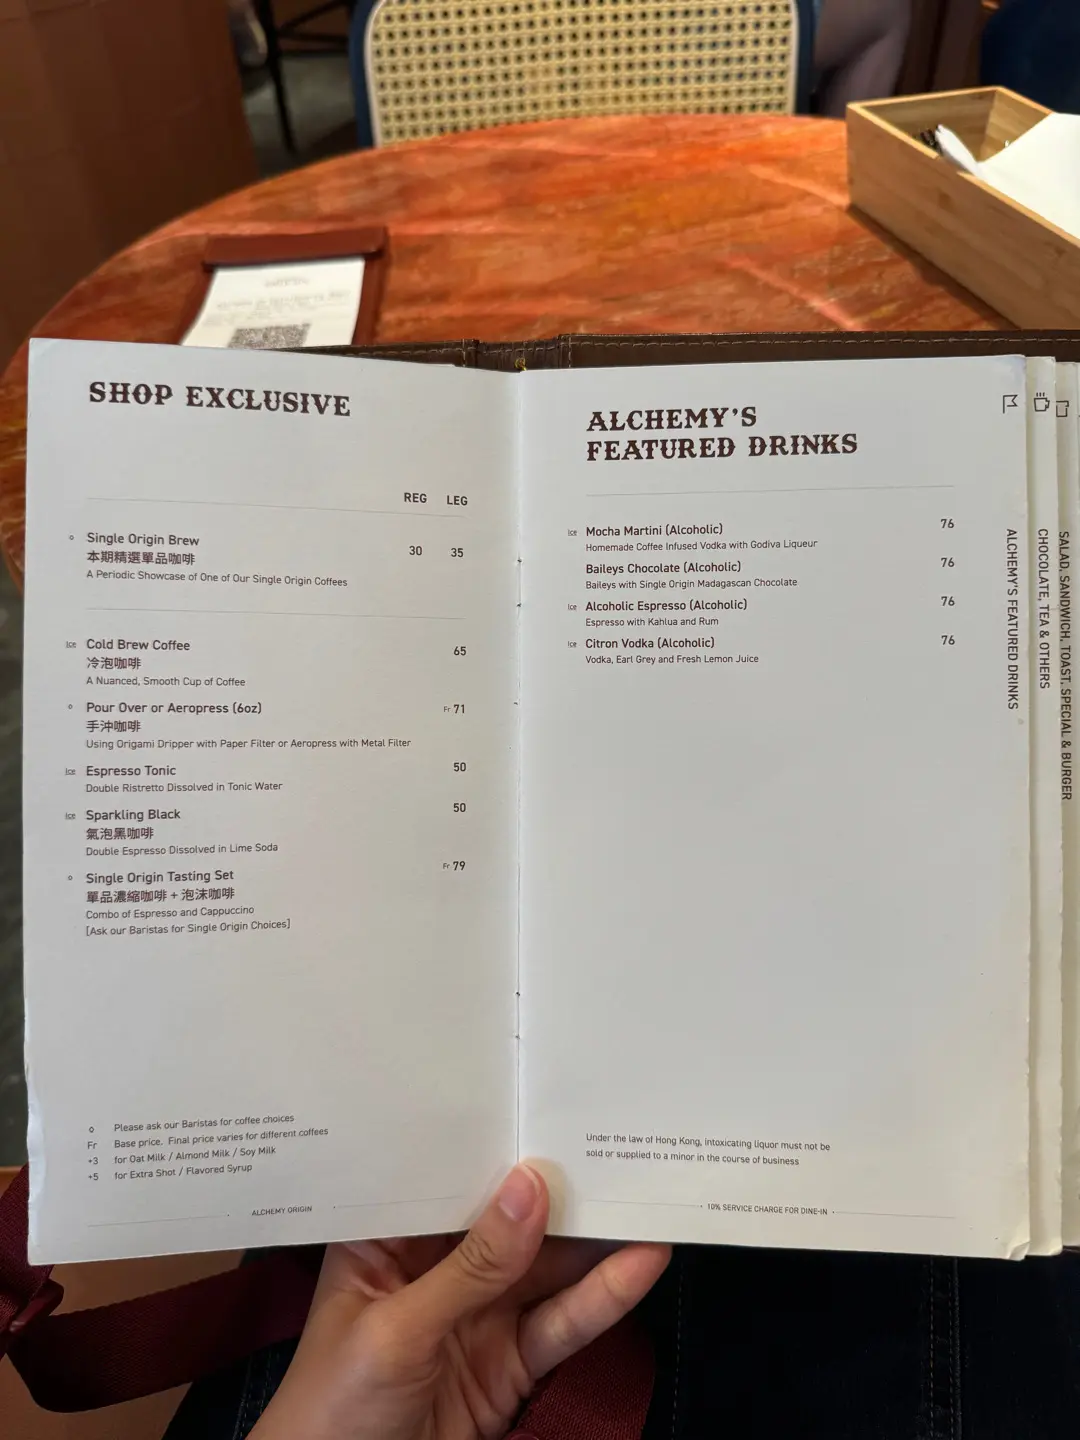 SHOP EXCLUSIVE
REG LEG
Single Origin Brew 30 35
本期精選單品咖啡
A Periodic Showcase of One of Our Single Origin Coffees
Ice Cold Brew Coffee 65
冷泡咖啡
A Nuanced, Smooth Cup of Coffee
Pour Over or Aeropress (6oz) Fr 71
手沖咖啡
Using Origami Dripper with Paper Filter or Aeropress with Metal Filter
Ice Espresso Tonic 50
Double Ristretto Dissolved in Tonic Water
Ice Sparkling Black 50
氣泡黑咖啡
Double Espresso Dissolved in Lime Soda
Single Origin Tasting Set Fr 79
單品濃縮咖啡 + 泡沫咖啡
Combo of Espresso and Cappuccino
[Ask our Baristas for Single Origin Choices]
Please ask our Baristas for coffee choices
Fr Base price. Final price varies for different coffees
+3 for Oat Milk / Almond Milk / Soy Milk
+5 for Extra Shot / Flavored Syrup
ALCHEMY ORIGIN
ALCHEMY'S
FEATURED DRINKS
Ice Mocha Martini (Alcoholic) 76
Homemade Coffee Infused Vodka with Godiva Liqueur
Baileys Chocolate (Alcoholic) 76
Baileys with Single Origin Madagascan Chocolate
Ice Alcoholic Espresso (Alcoholic) 76
Espresso with Kahlua and Rum
Ice Citron Vodka (Alcoholic) 76
Vodka, Earl Grey and Fresh Lemon Juice
Under the law of Hong Kong, intoxicating liquor must not be
sold or supplied to a minor in the course of business
• 10% SERVICE CHARGE FOR DINE-IN •
ALCHEMY'S FEATURED DRINKS
CHOCOLATE, TEA & OTHERS
SALAD, SANDWICH, TOAST, SPECIAL & BURGER